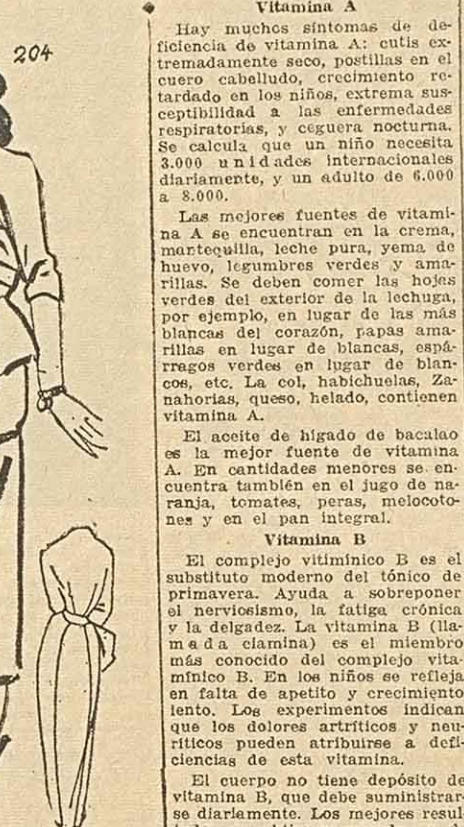 204
Vitamina A
Hay muchos síntomas de de-
ficiencia de vitamina A: cutis ex-
tremadamente seco, postillas en el
cuero cabelludo, crecimiento re-
tardado en los niños, extrema sus-
ceptibilidad a las enfermedades
respiratorias, y ceguera nocturna.
Se calcula que un niño necesita
3.000 unidades internacionales
diariamente, y un adulto de 6.000
a 8.000.
Las mejores fuentes de vitami-
na A se encuentran en la crema,
mantequilla, leche pura, yema de
huevo, legumbres verdes y ama-
rillas. Se deben comer las hojas
verdes del exterior de la lechuga,
por ejemplo, en lugar de las más
blancas del corazón, papas ama-
rillas en lugar de blancas, espá-
rragos verdes en lugar de blan-
cos, etc. La col, habichuelas, Za-
nahorias, queso, helado, contienen
vitamina A.
El aceite de hígado de bacalao
es la mejor fuente de vitamina
A. En cantidades menores se en-
cuentra también en el jugo de na-
ranja, tomates, peras, melocoto-
nes y en el pan integral.
Vitamina B
El complejo vitimínico B es el
substituto moderno del tónico de
primavera. Ayuda a sobreponer
el nerviosismo, la fatiga crónica
y la delgadez. La vitamina B (lla-
mada ciamina) es el miembro
más conocido del complejo vita-
mínico B. En los niños se refleja
en falta de apetito y crecimiento
lento. Los experimentos indican
que los dolores artríticos y neu-
ríticos pueden atribuirse a defi-
ciencias de esta vitamina.
El cuerpo no tiene depósito de
vitamina B, que debe suministrar-
se diariamente. Los mejores resul